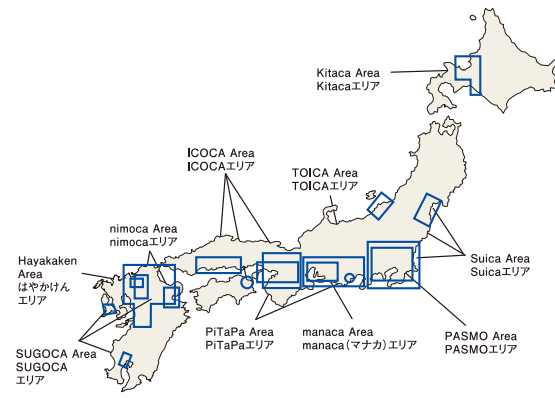 Kitaca Area
Kitacaエリア
ICOCA Area
ICOCAエリア
TOICA Area
TOICAエリア
nimoca Area
nimocaエリア
Hayakaken
Area
はやかけん
エリア
Suica Area
Suicaエリア
PiTaPa Area
PiTaPaエリア
manaca Area
manaca(マナカ)エリア
PASMO Area
PASMOエリア
SUGOCA Area
SUGOCA
エリア